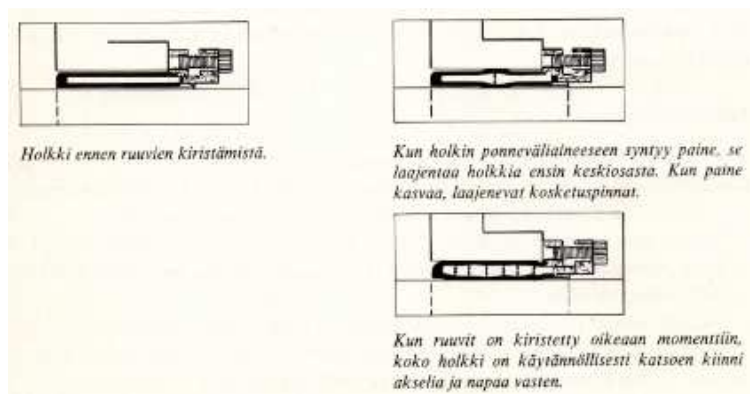 Holkki ennen ruuvien kiristämistä.
Kun holkin ponneväliaineeseen syntyy paine, se
laajentaa holkkia ensin keskiosasta. Kun paine
kasvaa, laajenevat kosketuspinnat.
Kun ruuvit on kiristetty oikeaan momenttiin,
koko holkki on käytännöllisesti katsoen kiinni
akselia ja napaa vasten.